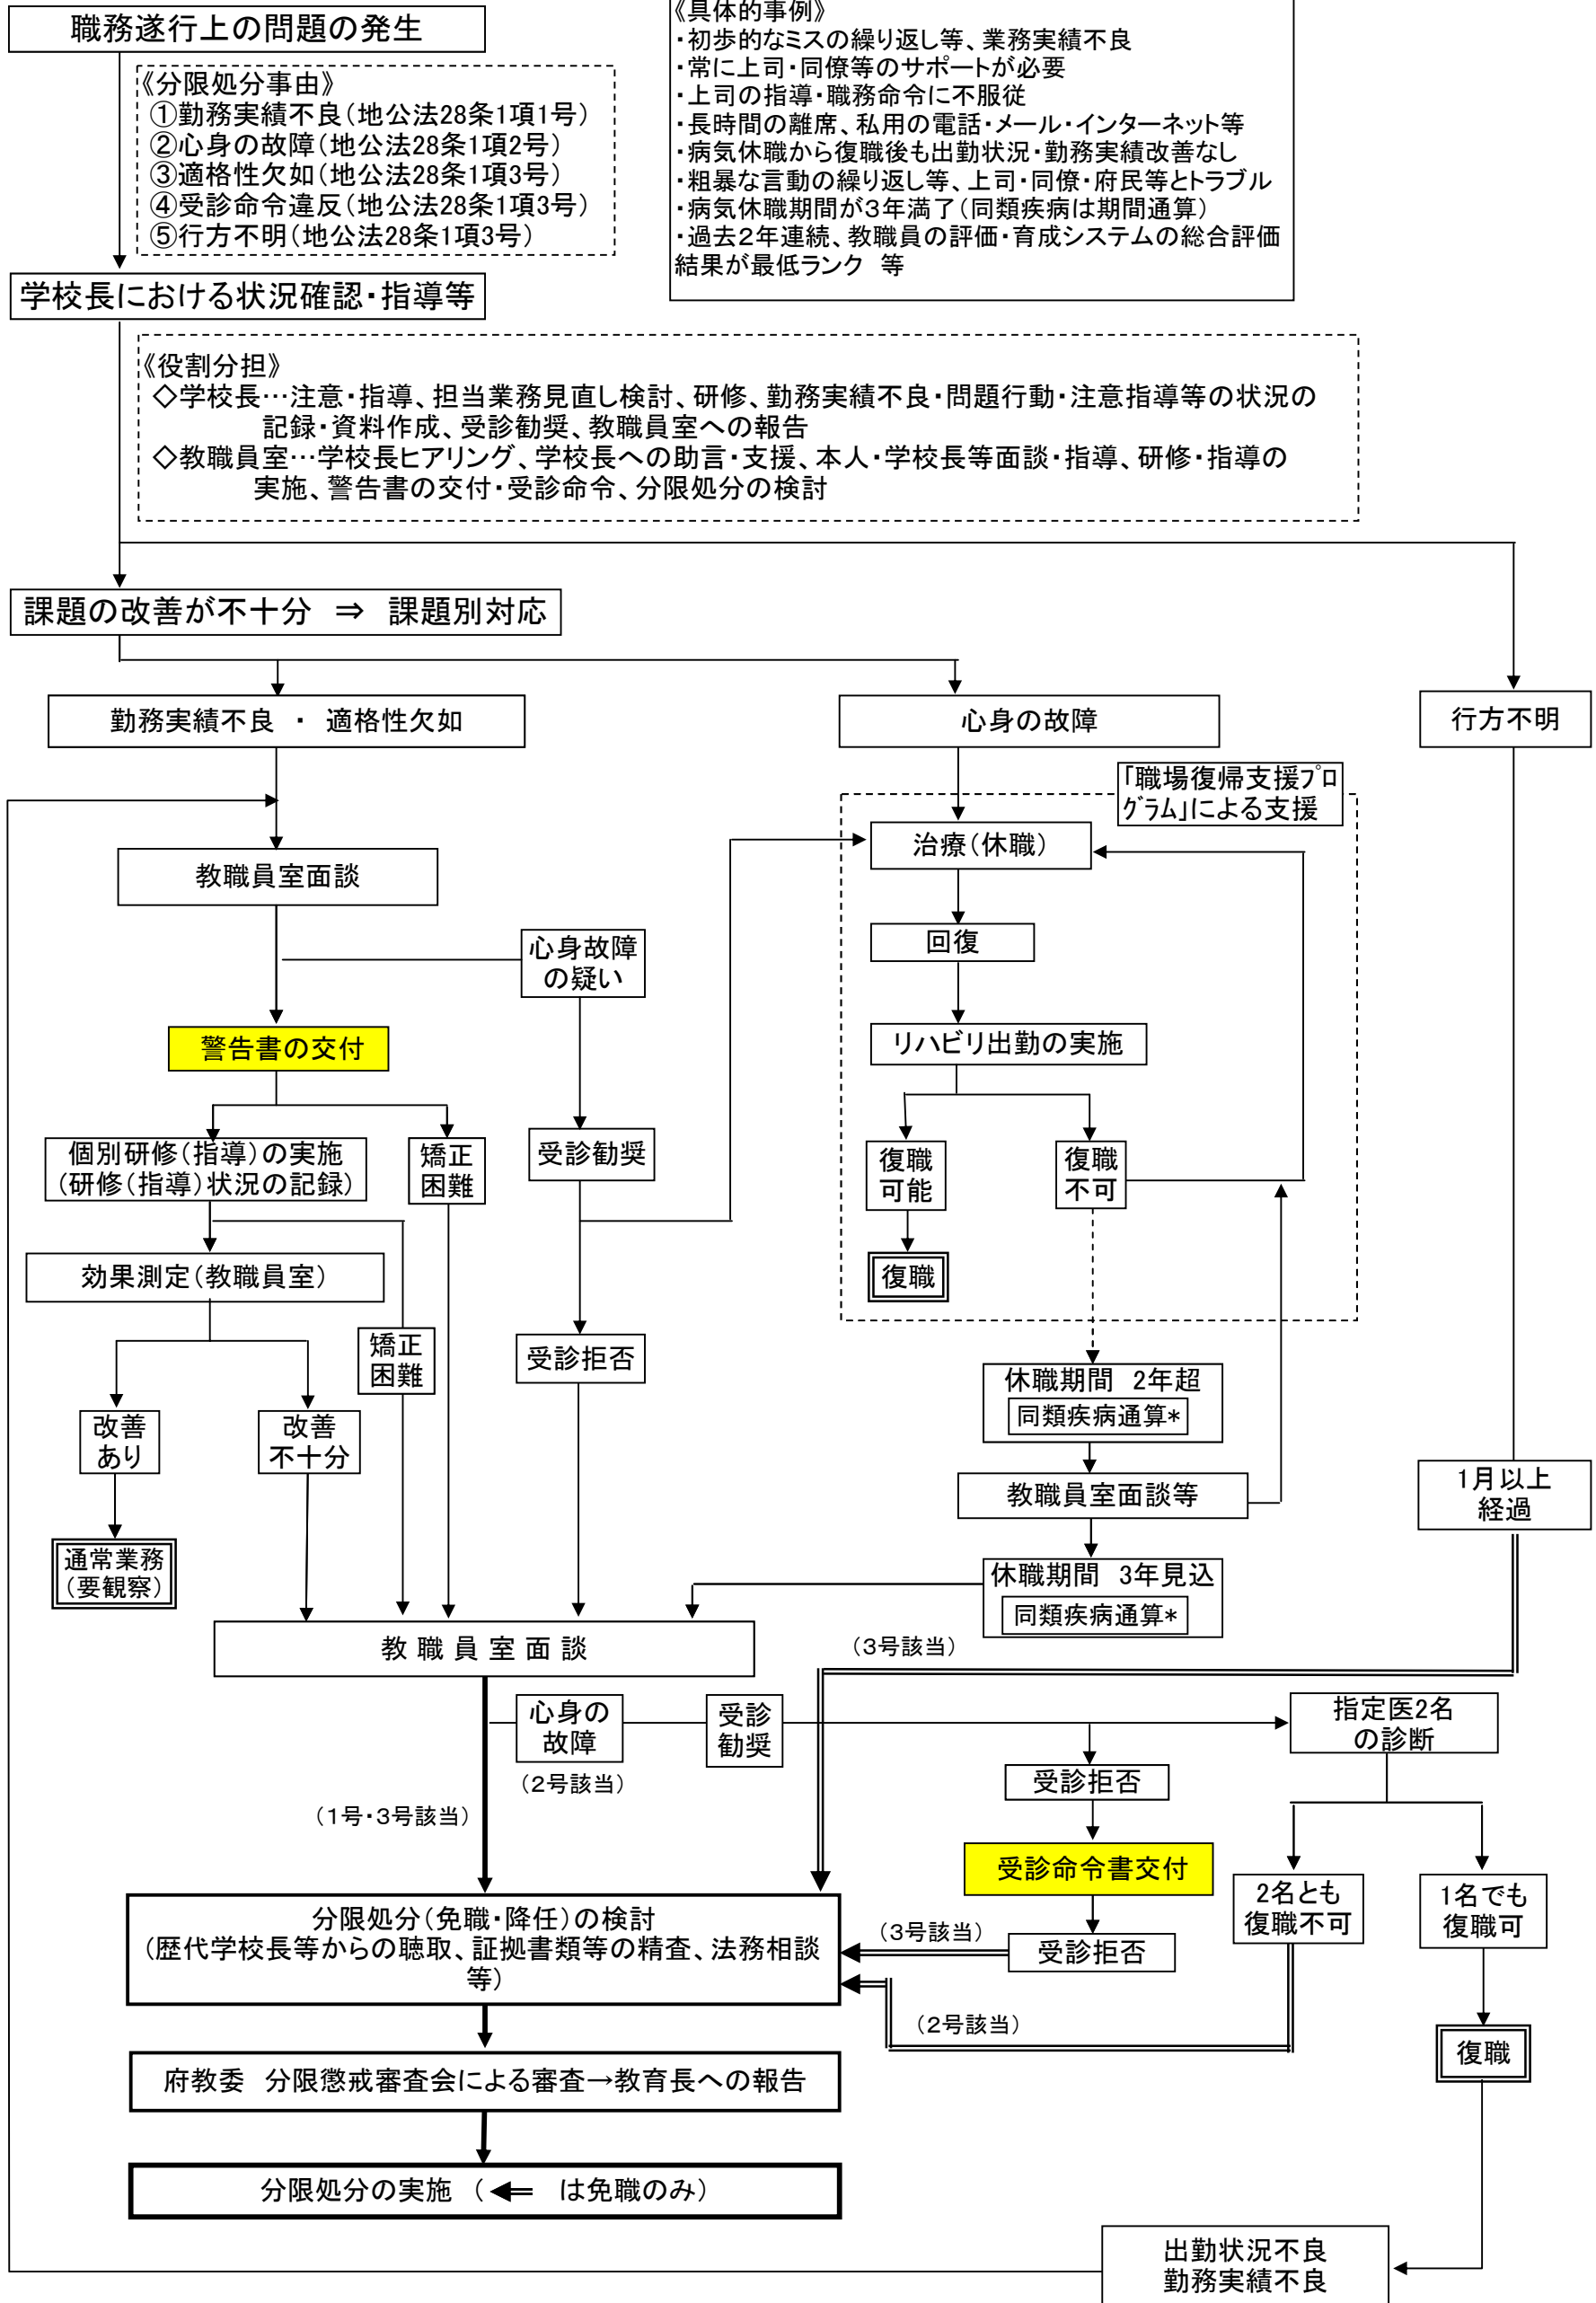 職務遂行上の問題の発生
《具体的事例》
・初歩的なミスの繰り返し等、業務実績不良
・常に上司・同僚等のサポートが必要
・上司の指導・職務命令に不服従
・長時間の離席、私用の電話・メール・インターネット等
・病気休職から復職後も出勤状況・勤務実績改善なし
・粗暴な言動の繰り返し等、上司・同僚・府民等とトラブル
・病気休職期間が３年満了（同類疾病は期間通算）
・過去２年連続、教職員の評価・育成システムの総合評価
結果が最低ランク　等
《分限処分事由》
①勤務実績不良（地公法28条1項1号）
②心身の故障（地公法28条1項2号）
③適格性欠如（地公法28条1項3号）
④受診命令違反（地公法28条1項3号）
⑤行方不明（地公法28条1項3号）
学校長における状況確認・指導等
《役割分担》
◇学校長…注意・指導、担当業務見直し検討、研修、勤務実績不良・問題行動・注意指導等の状況の
記録・資料作成、受診勧奨、教職員室への報告
◇教職員室…学校長ヒアリング、学校長への助言・支援、本人・学校長等面談・指導、研修・指導の
実施、警告書の交付・受診命令、分限処分の検討
課題の改善が不十分　⇒　課題別対応
勤務実績不良　・　適格性欠如
心身の故障
行方不明
「職場復帰支援ﾌﾟﾛ
ｸﾞﾗﾑ」による支援
治療（休職）
教職員室面談
回復
心身故障
の疑い
リハビリ出勤の実施
警告書の交付
個別研修（指導）の実施
（研修（指導）状況の記録）
矯正
困難
受診勧奨
復職
可能
復職
不可
効果測定（教職員室）
復職
矯正
困難
受診拒否
休職期間　2年超
同類疾病通算*
改善
あり
改善
不十分
教職員室面談等
1月以上
経過
通常業務
（要観察）
休職期間　3年見込
同類疾病通算*
教 職 員 室 面 談
（３号該当）
心身の
故障
受診
勧奨
指定医2名
の診断
（２号該当）
受診拒否
（１号・３号該当）
受診命令書交付
2名とも
復職不可
1名でも
復職可
分限処分（免職・降任）の検討
（歴代学校長等からの聴取、証拠書類等の精査、法務相談
等）
（３号該当）
受診拒否
（２号該当）
復職
府教委　分限懲戒審査会による審査→教育長への報告
分限処分の実施　（　　は免職のみ）
出勤状況不良
勤務実績不良